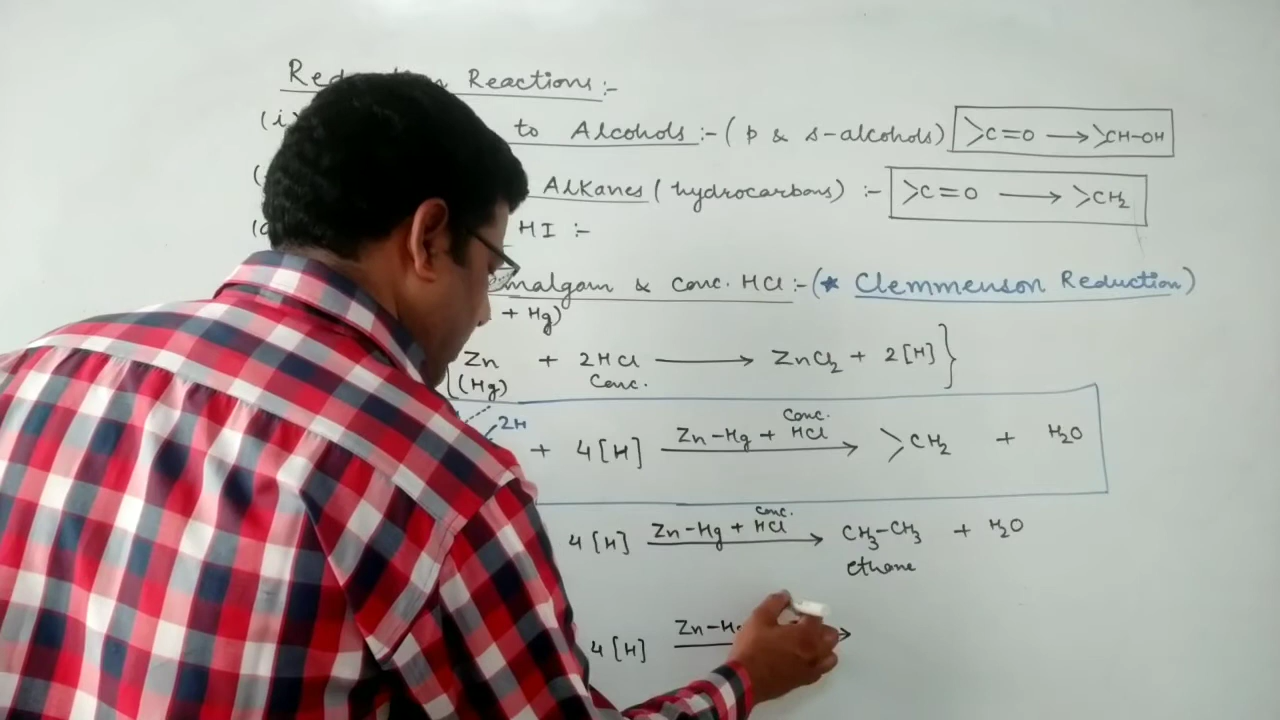 Reactions :-
(i) to Alcohols :- ( p & s-alcohols) >C=O → >CH-OH
Alkanes ( hydrocarbons) :- >C=O → >CH2
HI :-
malgam & conc. HCl :- (* Clemmenson Reduction)
+ Hg)
Zn + 2HCl → ZnCl2 + 2[H] }
(Hg) Conc.
2H
+ 4[H] Zn-Hg + Conc. HCl → >CH2 + H2O
4[H] Zn-Hg + conc. HCl → CH3-CH3 + H2O
ethane
4[H] Zn-H →